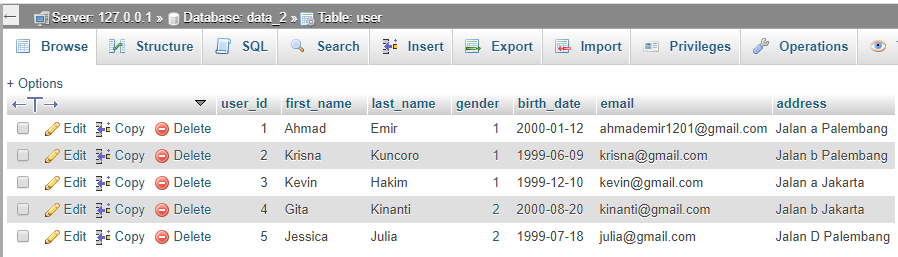 Server: 127.0.0.1 » Database: data_2 » Table: user
Browse Structure SQL Search Insert Export Import Privileges Operations
+ Options
user_id first_name last_name gender birth_date email address
Edit Copy Delete 1 Ahmad Emir 1 2000-01-12 ahmademir1201@gmail.com Jalan a Palembang
Edit Copy Delete 2 Krisna Kuncoro 1 1999-06-09 krisna@gmail.com Jalan b Palembang
Edit Copy Delete 3 Kevin Hakim 1 1999-12-10 kevin@gmail.com Jalan a Jakarta
Edit Copy Delete 4 Gita Kinanti 2 2000-08-20 kinanti@gmail.com Jalan b Jakarta
Edit Copy Delete 5 Jessica Julia 2 1999-07-18 julia@gmail.com Jalan D Palembang